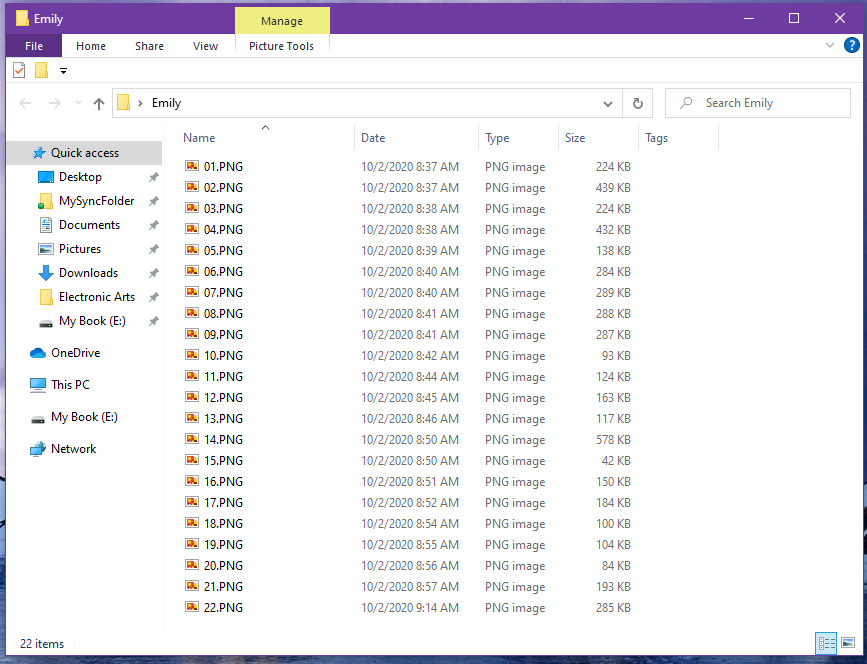 Emily
Manage
File Home Share View Picture Tools
?
Emily
Search Emily
Name Date Type Size Tags
Quick access
Desktop
MySyncFolder
Documents
Pictures
Downloads
Electronic Arts
My Book (E:)
OneDrive
This PC
My Book (E:)
Network
01.PNG 10/2/2020 8:37 AM PNG image 224 KB
02.PNG 10/2/2020 8:37 AM PNG image 439 KB
03.PNG 10/2/2020 8:38 AM PNG image 224 KB
04.PNG 10/2/2020 8:38 AM PNG image 432 KB
05.PNG 10/2/2020 8:39 AM PNG image 138 KB
06.PNG 10/2/2020 8:40 AM PNG image 284 KB
07.PNG 10/2/2020 8:40 AM PNG image 289 KB
08.PNG 10/2/2020 8:41 AM PNG image 288 KB
09.PNG 10/2/2020 8:41 AM PNG image 287 KB
10.PNG 10/2/2020 8:42 AM PNG image 93 KB
11.PNG 10/2/2020 8:44 AM PNG image 124 KB
12.PNG 10/2/2020 8:45 AM PNG image 163 KB
13.PNG 10/2/2020 8:46 AM PNG image 117 KB
14.PNG 10/2/2020 8:50 AM PNG image 578 KB
15.PNG 10/2/2020 8:50 AM PNG image 42 KB
16.PNG 10/2/2020 8:51 AM PNG image 150 KB
17.PNG 10/2/2020 8:52 AM PNG image 184 KB
18.PNG 10/2/2020 8:54 AM PNG image 100 KB
19.PNG 10/2/2020 8:55 AM PNG image 104 KB
20.PNG 10/2/2020 8:56 AM PNG image 84 KB
21.PNG 10/2/2020 8:57 AM PNG image 193 KB
22.PNG 10/2/2020 9:14 AM PNG image 285 KB
22 items